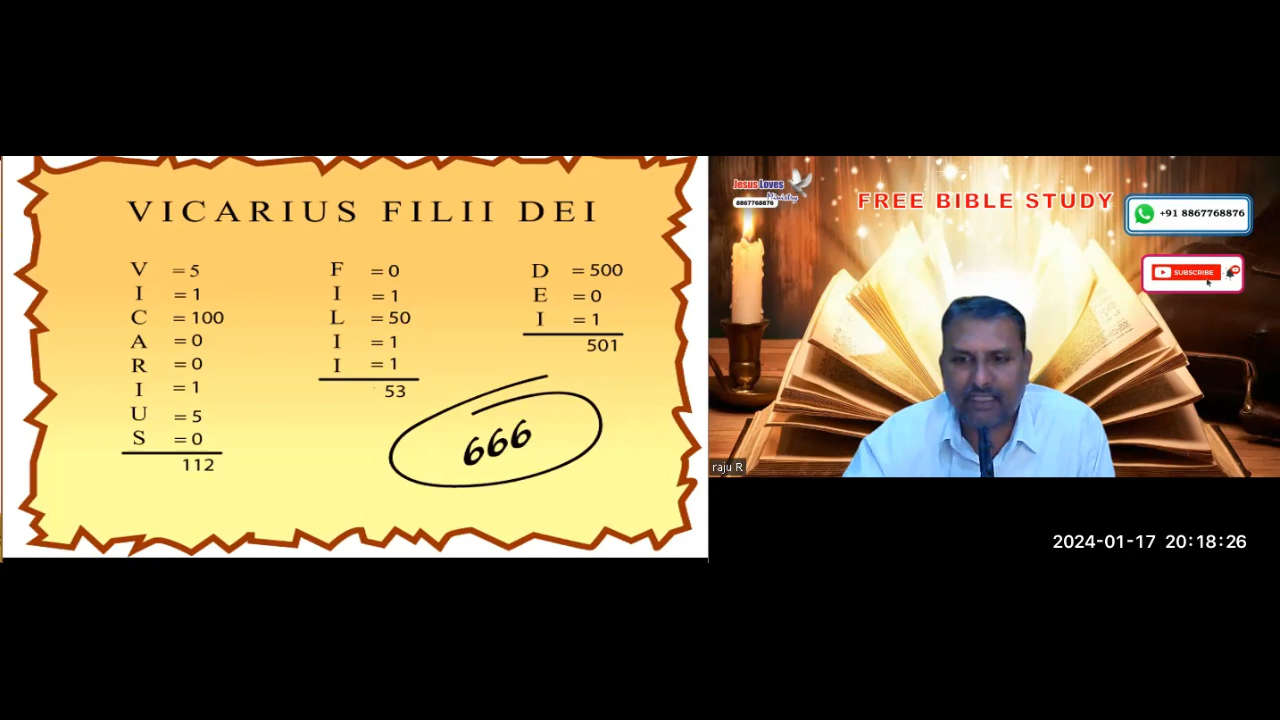 VICARIUS FILII DEI
V = 5
I = 1
C = 100
A = 0
R = 0
I = 1
U = 5
S = 0
112
F = 0
I = 1
L = 50
I = 1
I = 1
53
D = 500
E = 0
I = 1
501
666
Jesus Loves
Ministry
8867768876
FREE BIBLE STUDY
+91 8867768876
SUBSCRIBE
raju R
2024-01-17 20:18:26